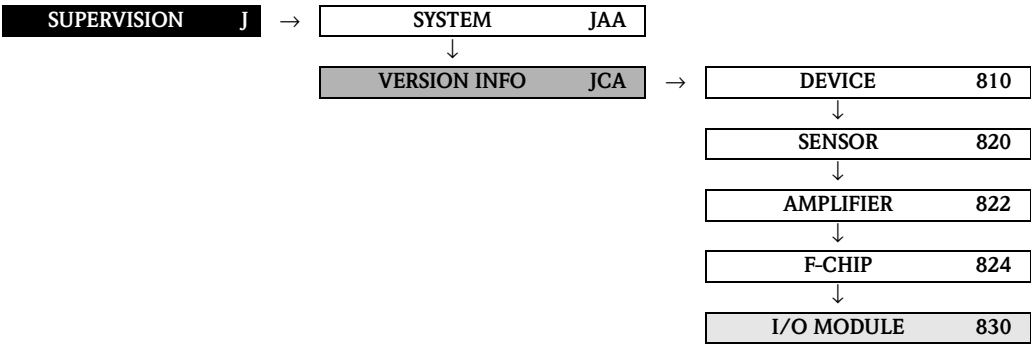 SUPERVISION J → SYSTEM JAA
↓
VERSION INFO JCA → DEVICE 810
↓
SENSOR 820
↓
AMPLIFIER 822
↓
F-CHIP 824
↓
I/O MODULE 830